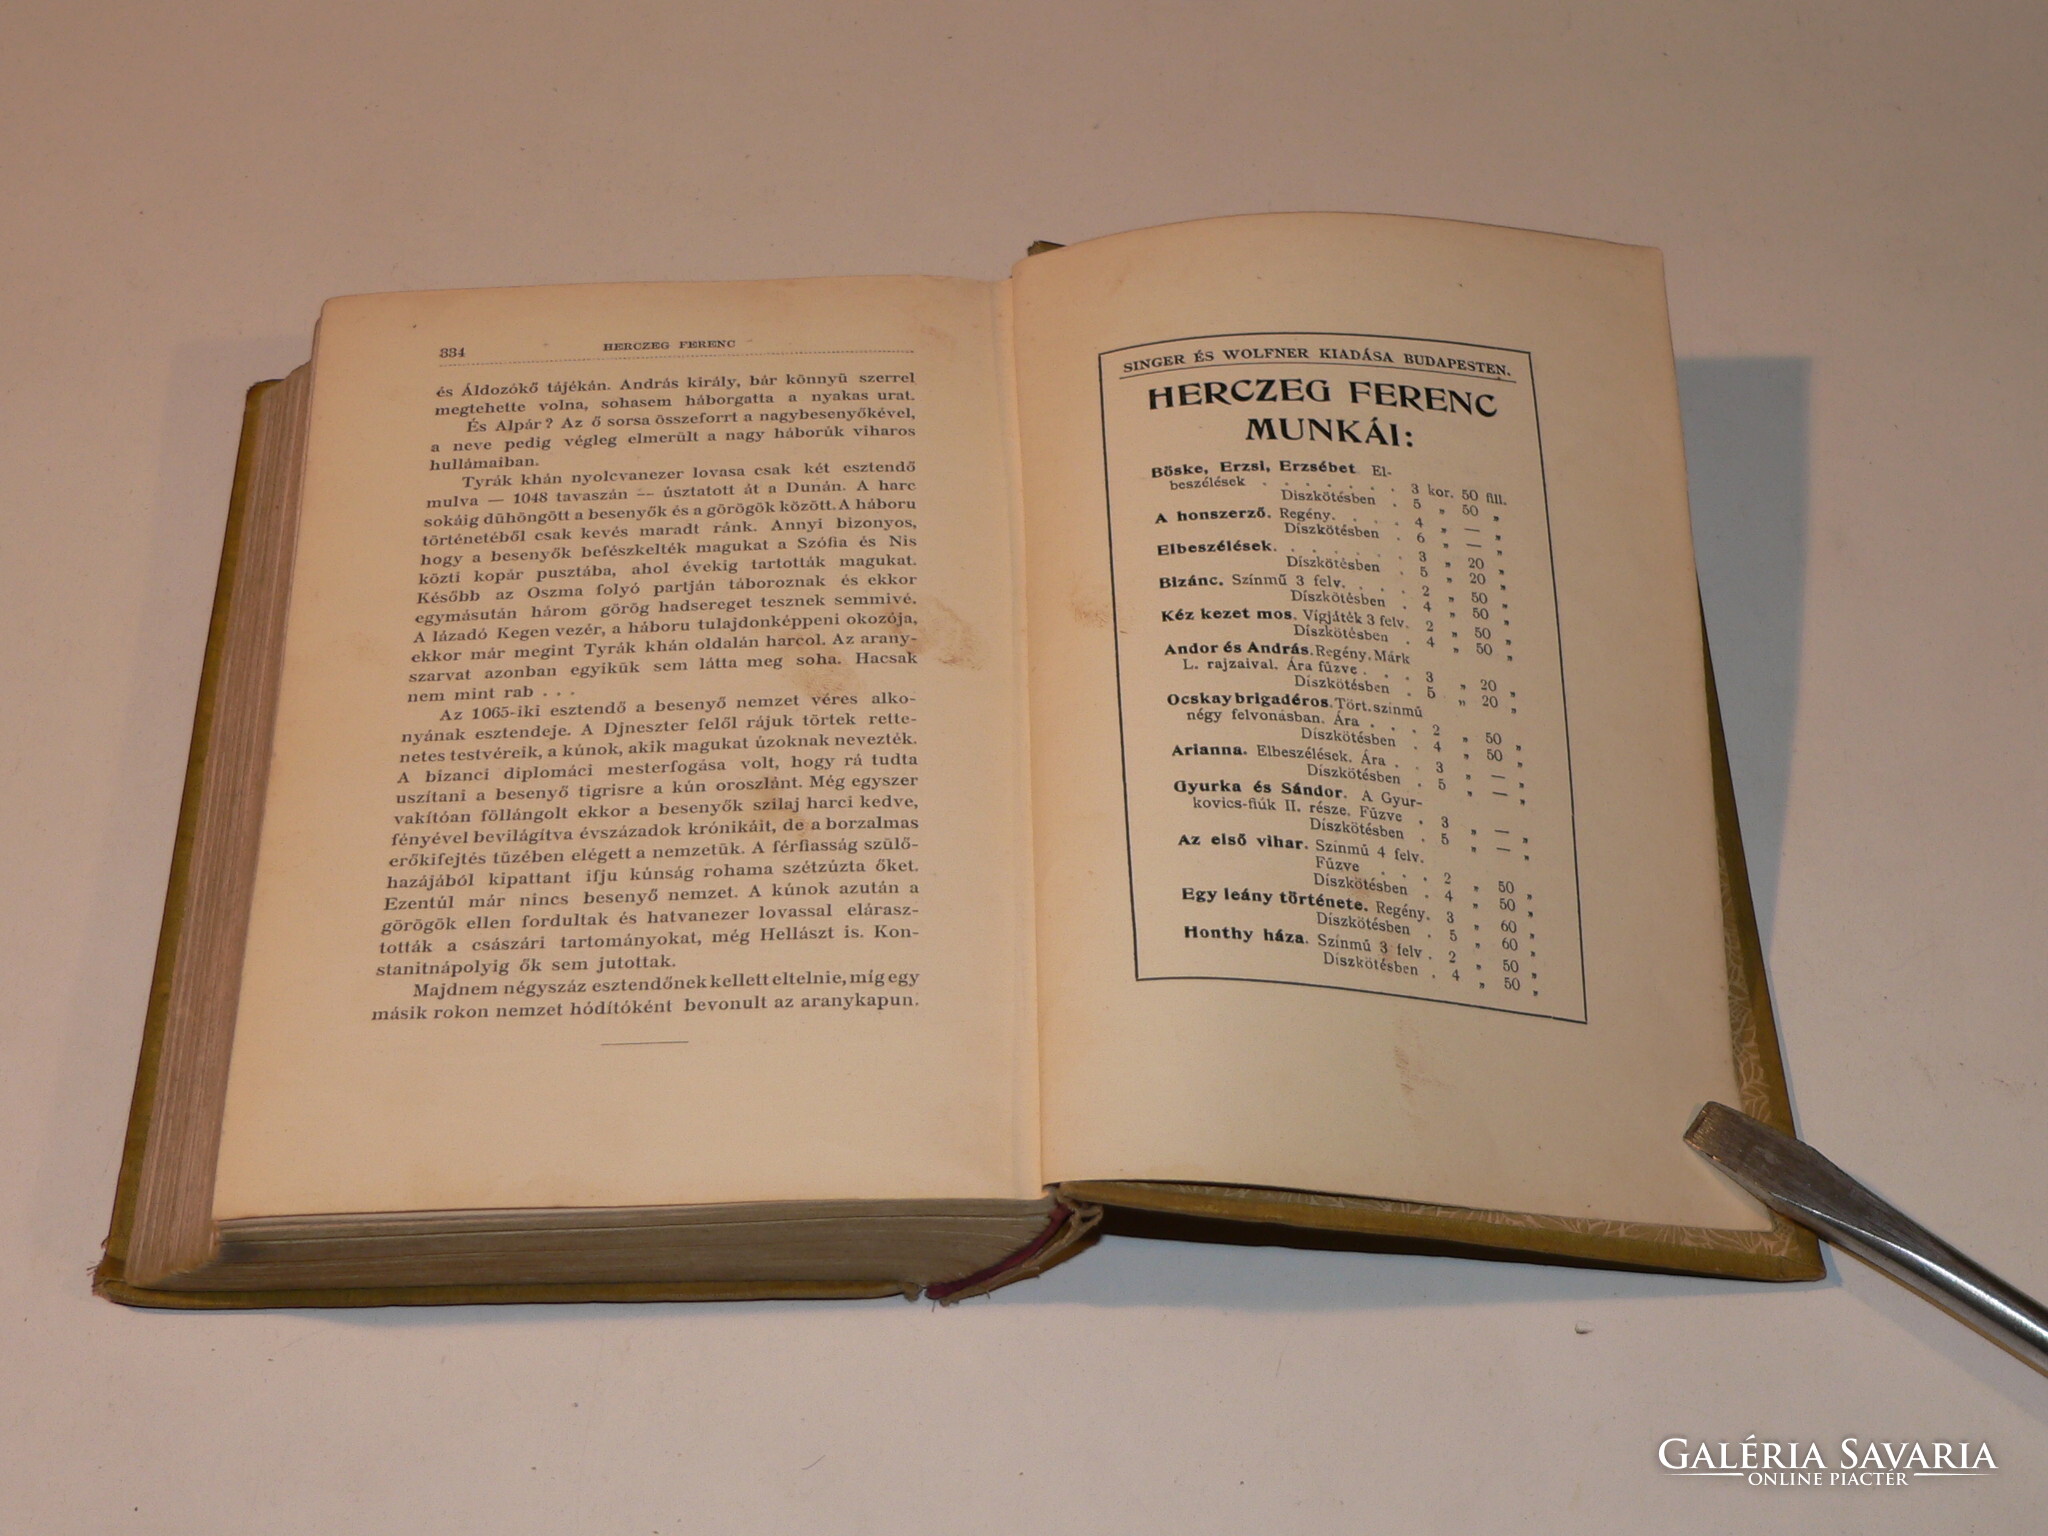 334
HERCZEG FERENC
és Áldozókő tájékán. András király, bár könnyü szerrel
megtehette volna, sohasem háborgatta a nyakas urat.
És Alpár? Az ő sorsa összeforrt a nagybesenyőkével,
a neve pedig végleg elmerült a nagy háborúk viharos
hullámaiban.
Tyrák khán nyolcvanezer lovasa csak két esztendő
mulva — 1048 tavaszán — úsztatott át a Dunán. A harc
sokáig dühöngött a besenyők és a görögök között. A háboru
történetéből csak kevés maradt ránk. Annyi bizonyos,
hogy a besenyők befészkelték magukat a Szófia és Nis
közti kopár pusztába, ahol évekig tartották magukat.
Később az Oszma folyó partján táboroznak és ekkor
egymásután három görög hadsereget tesznek semmivé.
A lázadó Kegen vezér, a háboru tulajdonképpeni okozója,
ekkor már megint Tyrák khán oldalán harcol. Az arany-
szarvat azonban egyikük sem látta meg soha. Hacsak
nem mint rab . . .
Az 1065-iki esztendő a besenyő nemzet véres alko-
nyának esztendeje. A Djneszter felől rájuk törtek rette-
netes testvéreik, a kúnok, akik magukat úzoknak nevezték.
A bizanci diplomáci mesterfogása volt, hogy rá tudta
uszítani a besenyő tigrisre a kún oroszlánt. Még egyszer
vakítóan föllángolt ekkor a besenyők szilaj harci kedve,
fényével bevilágítva évszázadok krónikáit, de a borzalmas
erőkifejtés tüzében elégett a nemzetük. A férfiasság szülő-
hazájából kipattant ifju kúnság rohama szétzúzta őket.
Ezentúl már nincs besenyő nemzet. A kúnok azután a
görögök ellen fordultak és hatvanezer lovassal elárasz-
tották a császári tartományokat, még Hellászt is. Kon-
stanitnápolyig ők sem jutottak.
Majdnem négyszáz esztendőnek kellett eltelnie, míg egy
másik rokon nemzet hódítóként bevonult az aranykapun.
SINGER ÉS WOLFNER KIADÁSA BUDAPESTEN.
HERCZEG FERENC
MUNKÁI:
Böske, Erzsi, Erzsébet El-
beszélések . . . . . . . 3 kor. 50 fill.
Díszkötésben . 5 „ 50 „
A honszerző. Regény. . . . 4 „ — „
Díszkötésben . 6 „ — „
Elbeszélések. . . . . . . 3 „ 20 „
Díszkötésben . 5 „ 20 „
Bizánc. Színmű 3 felv. . . . 2 „ 50 „
Díszkötésben . 4 „ 50 „
Kéz kezet mos. Vígjáték 3 felv. 2 „ 50 „
Díszkötésben . 4 „ 50 „
Andor és András. Regény. Márk
L. rajzaival. Ára fűzve . . . 3 „ 20 „
Díszkötésben . 5 „ 20 „
Ocskay brigadéros. Tört. színmű
négy felvonásban. Ára . . . 2 „ 50 „
Díszkötésben . 4 „ 50 „
Arianna. Elbeszélések. Ára . . 3 „ — „
Díszkötésben . 5 „ — „
Gyurka és Sándor. A Gyur-
kovics-fiúk II. része. Fűzve . 3 „ — „
Díszkötésben . 5 „ — „
Az első vihar. Színmű 4 felv.
Fűzve . . . 2 „ 50 „
Díszkötésben . 4 „ 50 „
Egy leány története. Regény. 3 „ 60 „
Díszkötésben . 5 „ 60 „
Honthy háza. Színmű 3 felv . 2 „ 50 „
Díszkötésben . 4 „ 50 „
GALÉRIA SAVARIA
ONLINE PIACTÉR